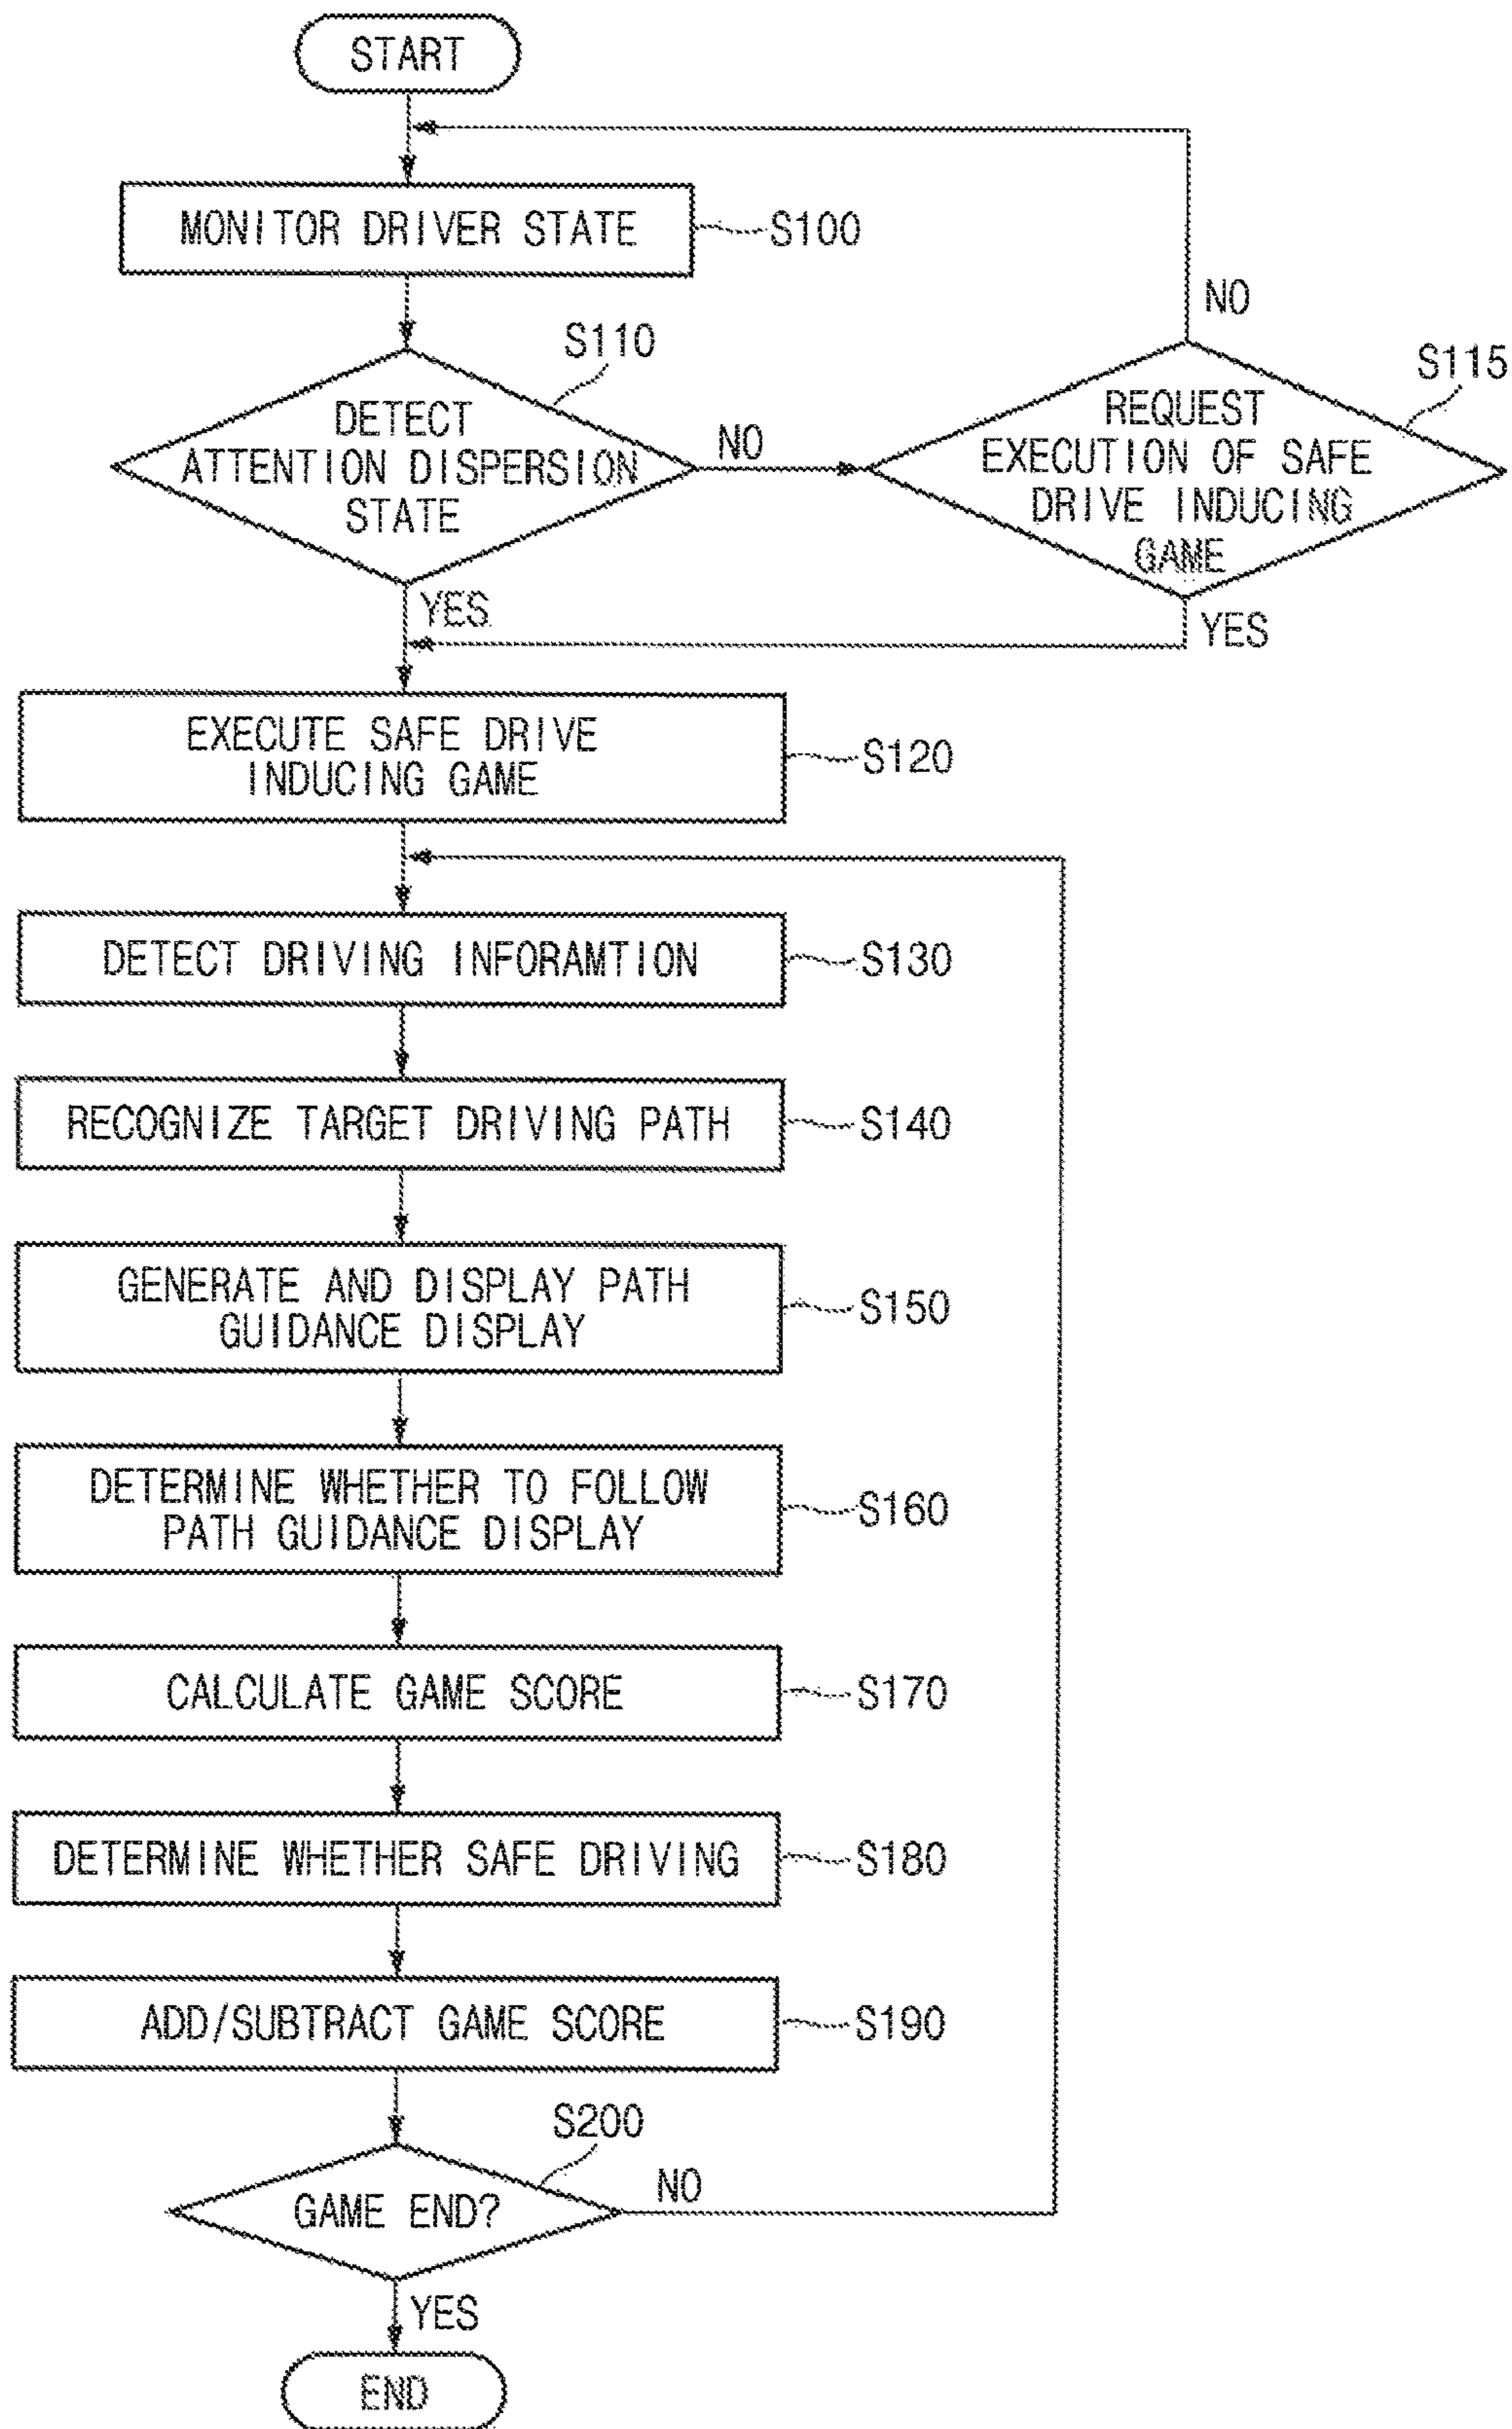 START
MONITOR DRIVER STATE
S100
NO
S110
S115
DETECT
ATTENTION DISPERSION
STATE
NO
REQUEST
EXECUTION OF SAFE
DRIVE INDUCING
GAME
YES
YES
EXECUTE SAFE DRIVE
INDUCING GAME
S120
DETECT DRIVING INFORAMTION
S130
RECOGNIZE TARGET DRIVING PATH
S140
GENERATE AND DISPLAY PATH
GUIDANCE DISPLAY
S150
DETERMINE WHETHER TO FOLLOW
PATH GUIDANCE DISPLAY
S160
CALCULATE GAME SCORE
S170
DETERMINE WHETHER SAFE DRIVING
S180
ADD/SUBTRACT GAME SCORE
S190
S200
GAME END?
NO
YES
END